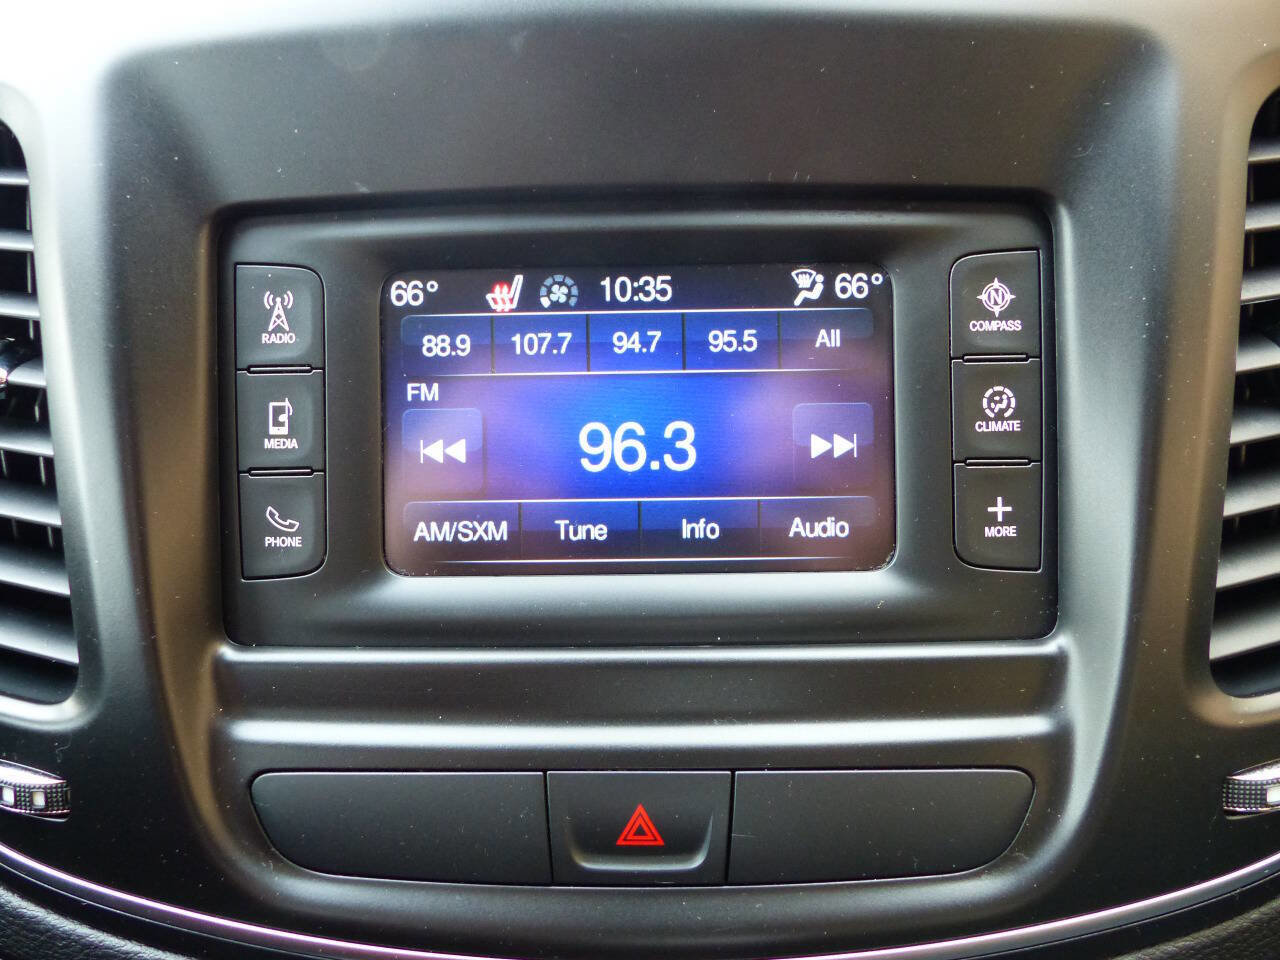 66° 10:35 66°
88.9 107.7 94.7 95.5 All
FM
96.3
AM/SXM Tune Info Audio
RADIO
MEDIA
PHONE
N
COMPASS
CLIMATE
MORE